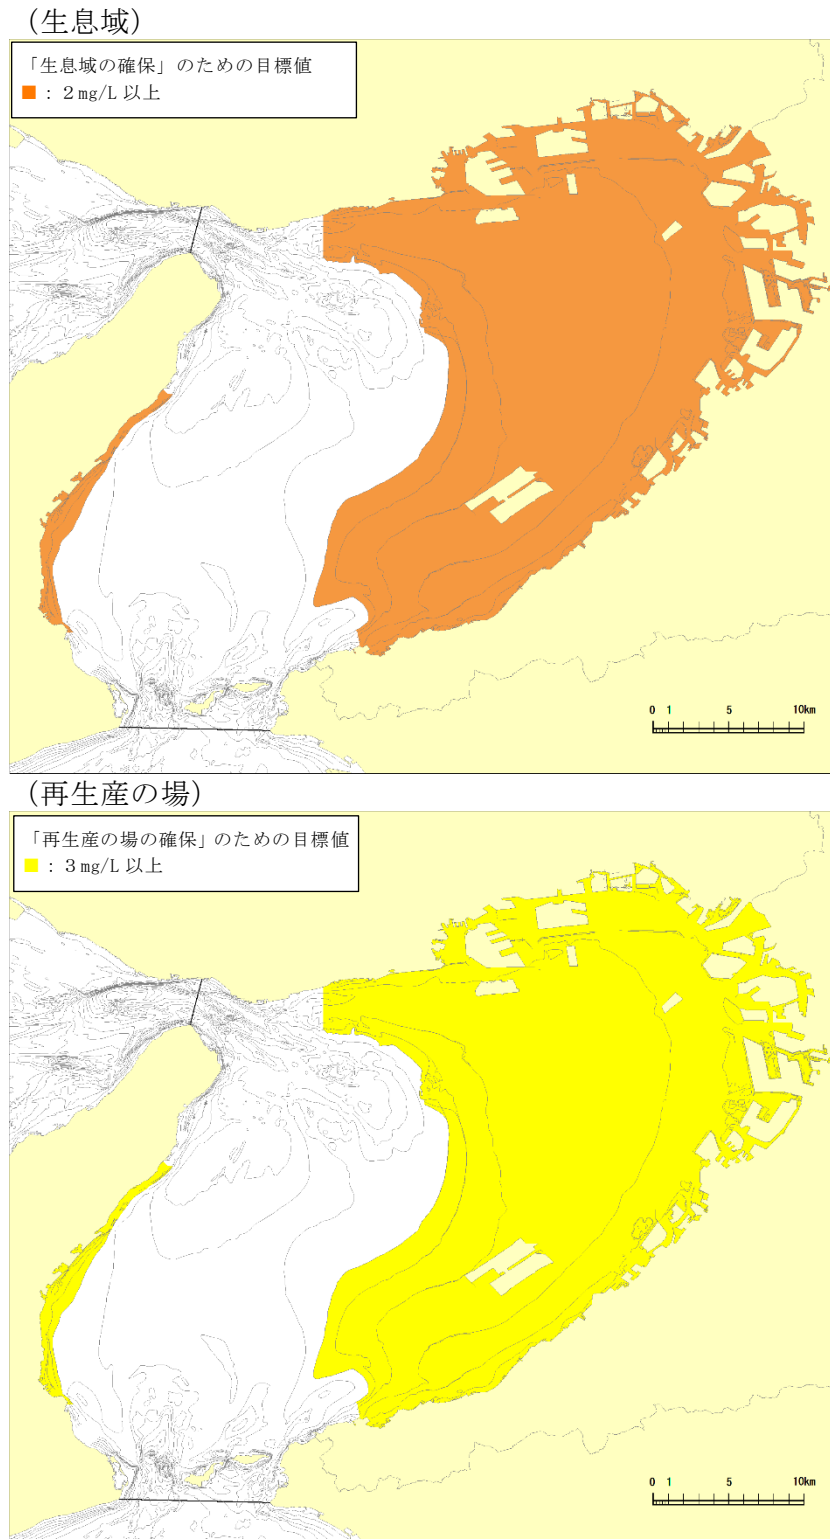 （生息域）
「生息域の確保」のための目標値
■：２mg/L 以上
0 1 5 10km
（再生産の場）
「再生産の場の確保」のための目標値
■：３mg/L 以上
0 1 5 10km